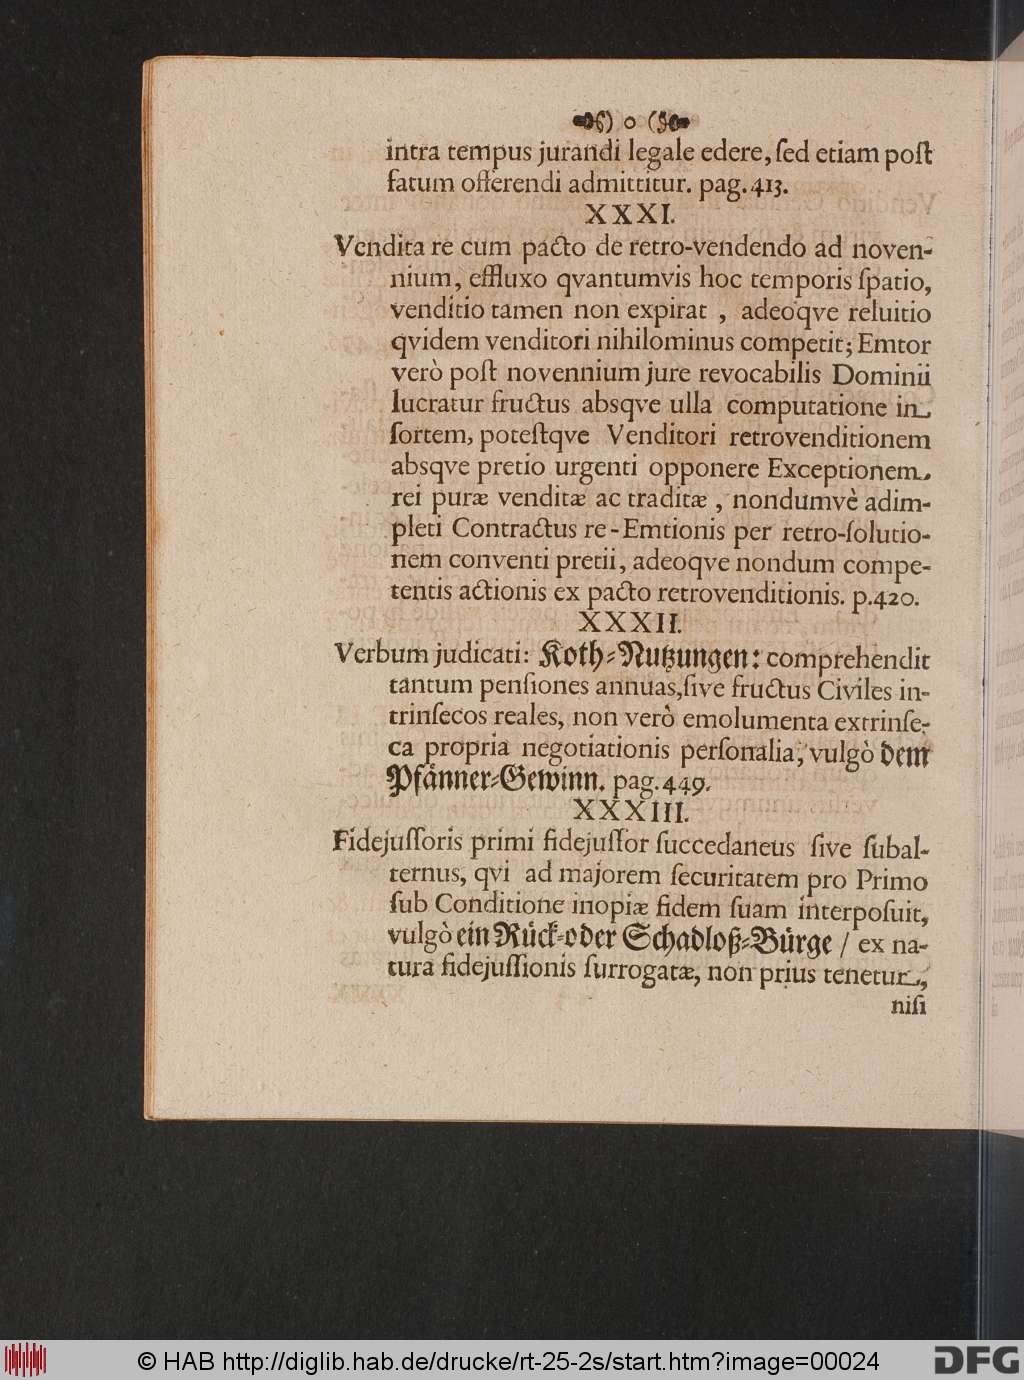 ) o (
intra tempus jurandi legale edere, ſed etiam poſt
fatum offerendi admittitur. pag. 413.
XXXI.
Vendita re cum pacto de retro-vendendo ad noven-
nium, effluxo qvantumvis hoc temporis ſpatio,
venditio tamen non expirat , adeoqve reluitio
qvidem venditori nihilominus competit; Emtor
verò poſt novennium jure revocabilis Dominii
lucratur fructus absqve ulla computatione in
ſortem, poteſtqve Venditori retrovenditionem
absqve pretio urgenti opponere Exceptionem
rei puræ venditæ ac traditæ , nondumvè adim-
pleti Contractus re-Emtionis per retro-ſolutio-
nem conventi pretii, adeoqve nondum compe-
tentis actionis ex pacto retrovenditionis. p. 420.
XXXII.
Verbum judicati: Koth-Nutzungen: comprehendit
tantum penſiones annuas, ſive fructus Civiles in-
trinſecos reales, non verò emolumenta extrinſe-
ca propria negotiationis perſonalia, vulgò dem
Pfänner-Gewinn. pag. 449.
XXXIII.
Fidejuſſoris primi fidejuſſor ſuccedaneus ſive ſubal-
ternus, qvi ad majorem ſecuritatem pro Primo
ſub Conditione inopiæ fidem ſuam interpoſuit,
vulgò ein Rück-oder Schadloß-Bürge / ex na-
tura fidejuſſionis ſurrogatæ, non prius tenetur,
niſi
© HAB http://diglib.hab.de/drucke/rt-25-2s/start.htm?image=00024
DFG